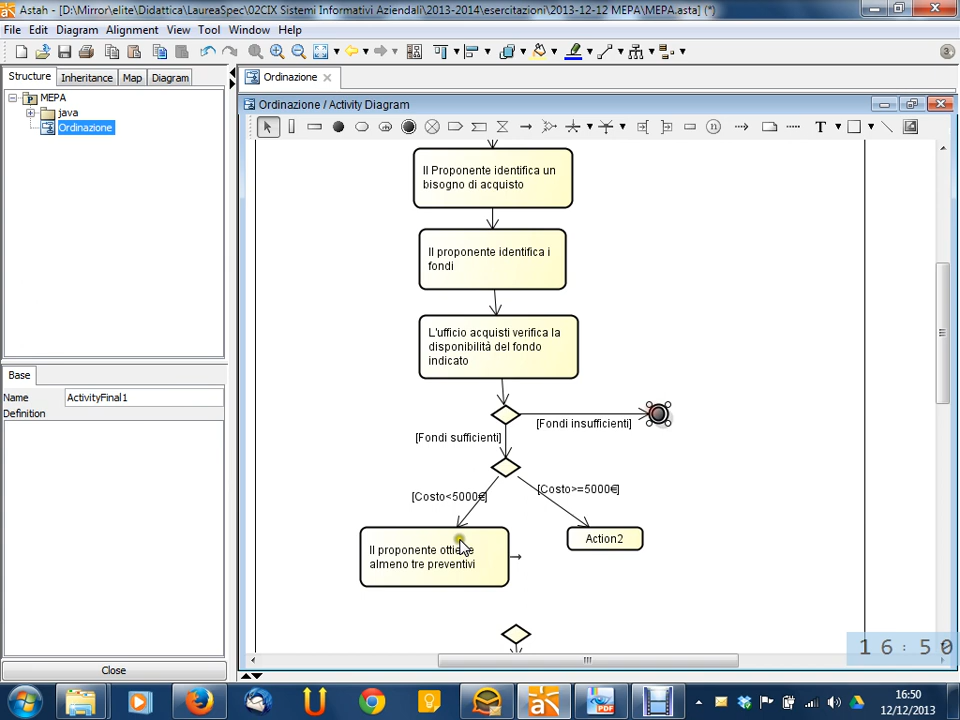 Astah - [D:\Mirror\elite\Didattica\LaureaSpec\02CIX Sistemi Informativi Aziendali\2013-2014\esercitazioni\2013-12-12 MEPA\MEPA.asta] (*)
File Edit Diagram Alignment View Tool Window Help
3
Structure Inheritance Map Diagram
Ordinazione
MEPA
java
Ordinazione
Ordinazione / Activity Diagram
n
T
Il Proponente identifica un
bisogno di acquisto
Il proponente identifica i
fondi
L'ufficio acquisti verifica la
disponibilità del fondo
indicato
[Fondi insufficienti]
[Fondi sufficienti]
[Costo<5000€]
[Costo>=5000€]
Il proponente ottiene
almeno tre preventivi
Action2
Base
Name ActivityFinal1
Definition
Close
16:50
16:50
12/12/2013